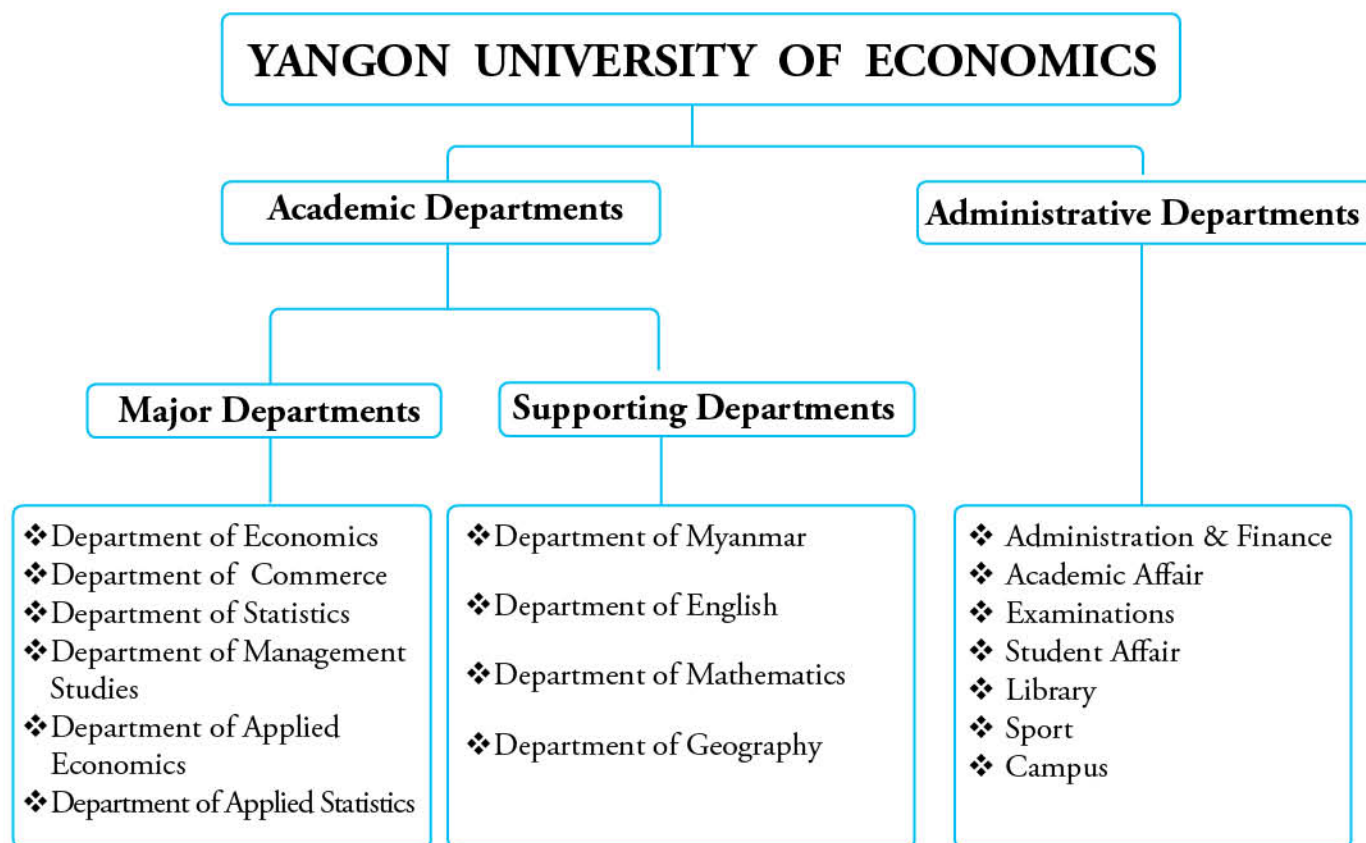 YANGON UNIVERSITY OF ECONOMICS
Academic Departments
Administrative Departments
Major Departments
Supporting Departments
❖Department of Economics
❖Department of Commerce
❖Department of Statistics
❖Department of Management
Studies
❖Department of Applied
Economics
❖Department of Applied Statistics
❖Department of Myanmar
❖Department of English
❖Department of Mathematics
❖Department of Geography
❖ Administration & Finance
❖ Academic Affair
❖ Examinations
❖ Student Affair
❖ Library
❖ Sport
❖ Campus